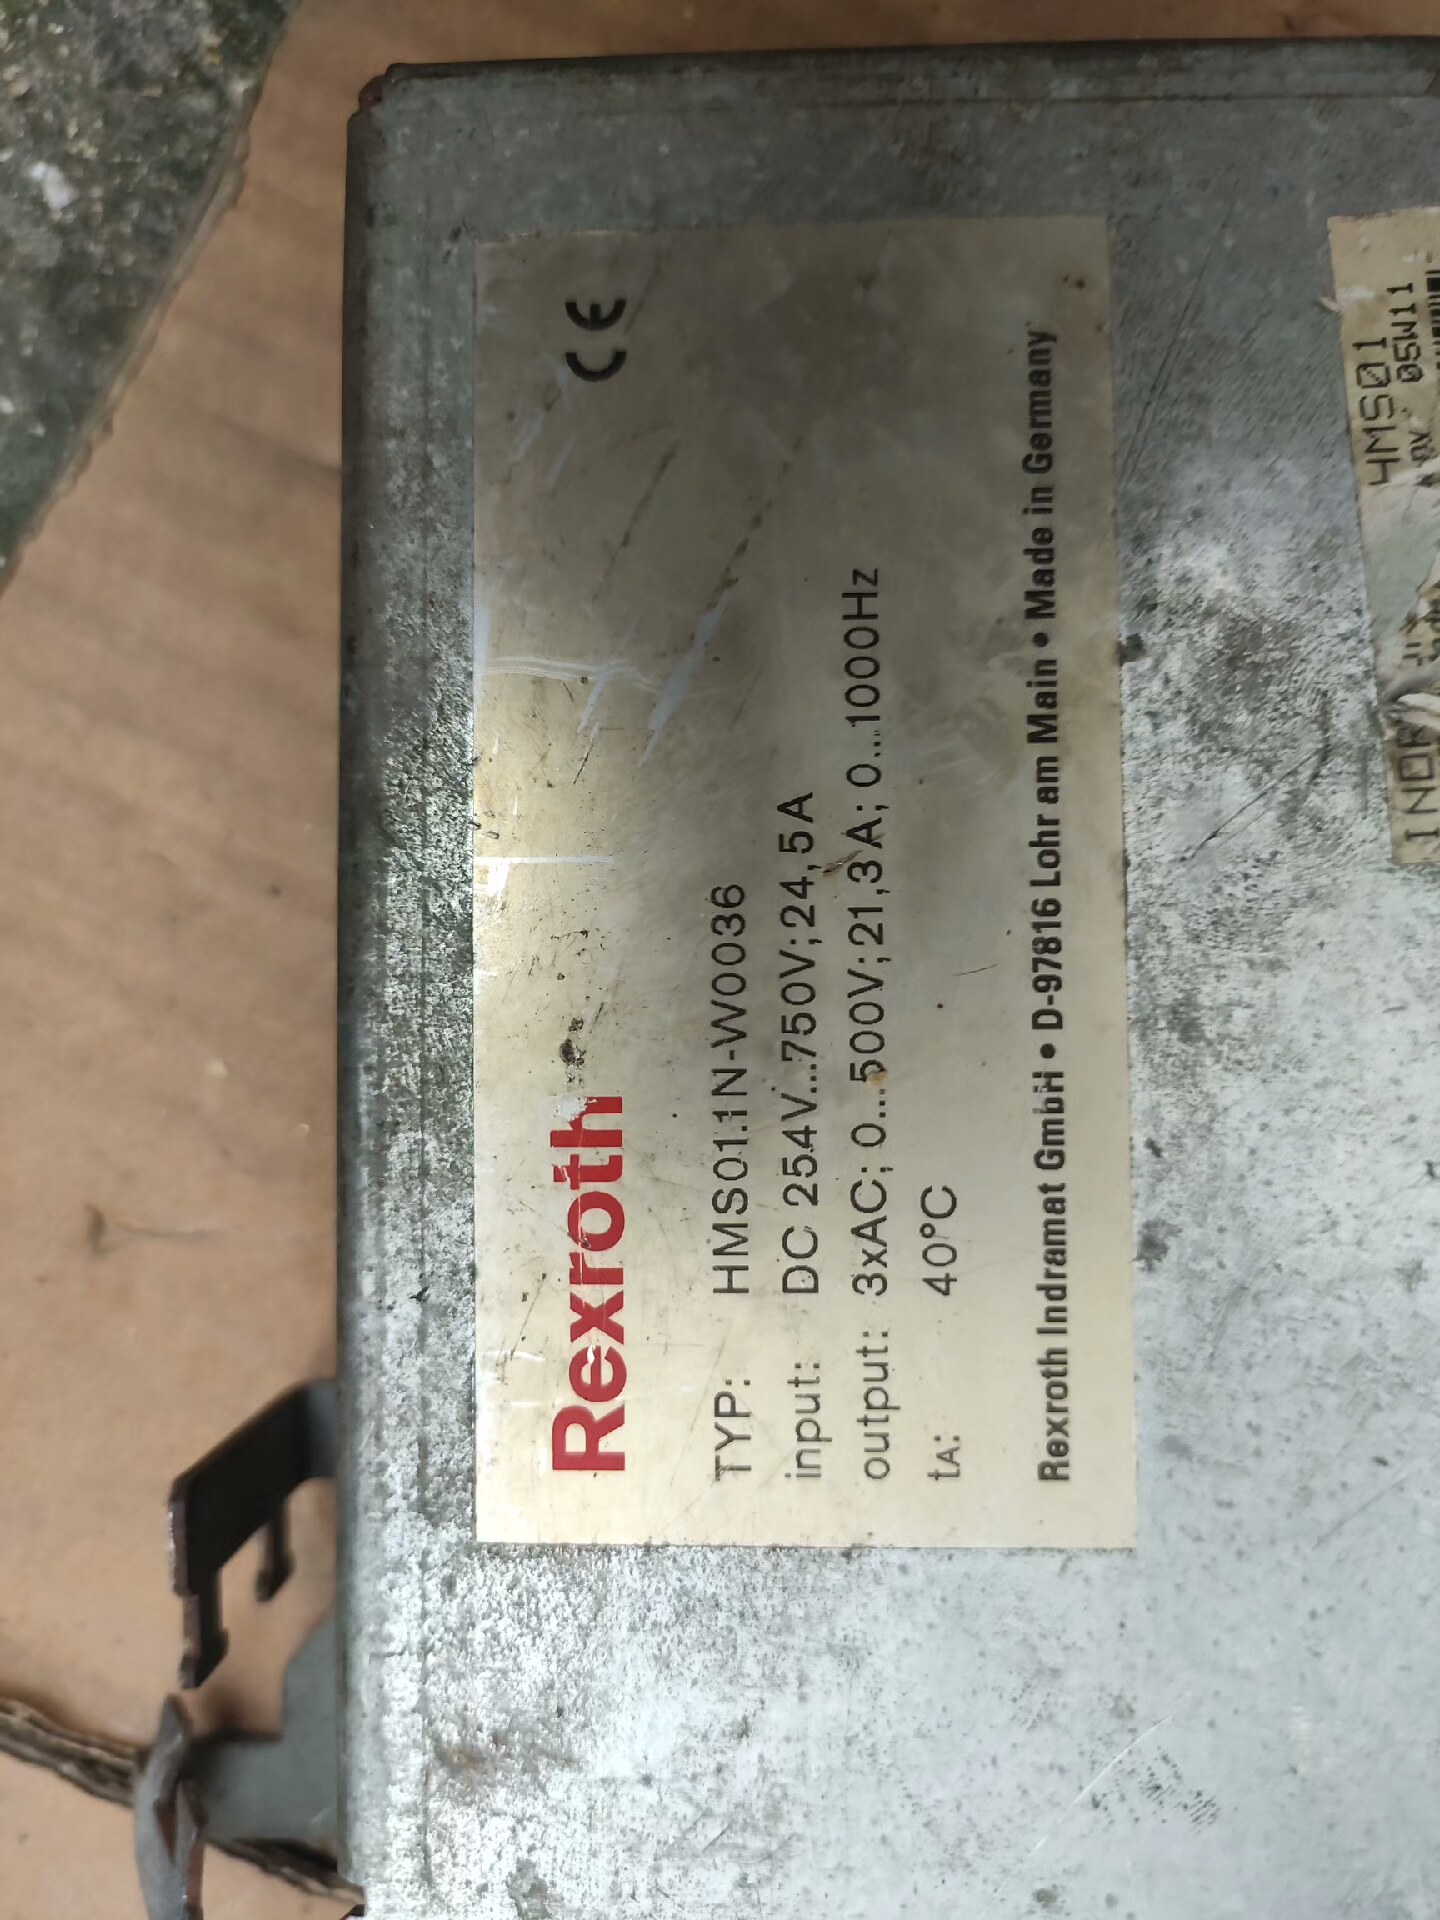 CE
Rexroth
TYP: HMS01.1N-W0036
input: DC 254V...750V;24,5A
output: 3xAC; 0...500V;21,3A; 0...1000Hz
tA: 40°C
Rexroth Indramat GmbH • D-97816 Lohr am Main • Made in Germany
HMS01
05W11